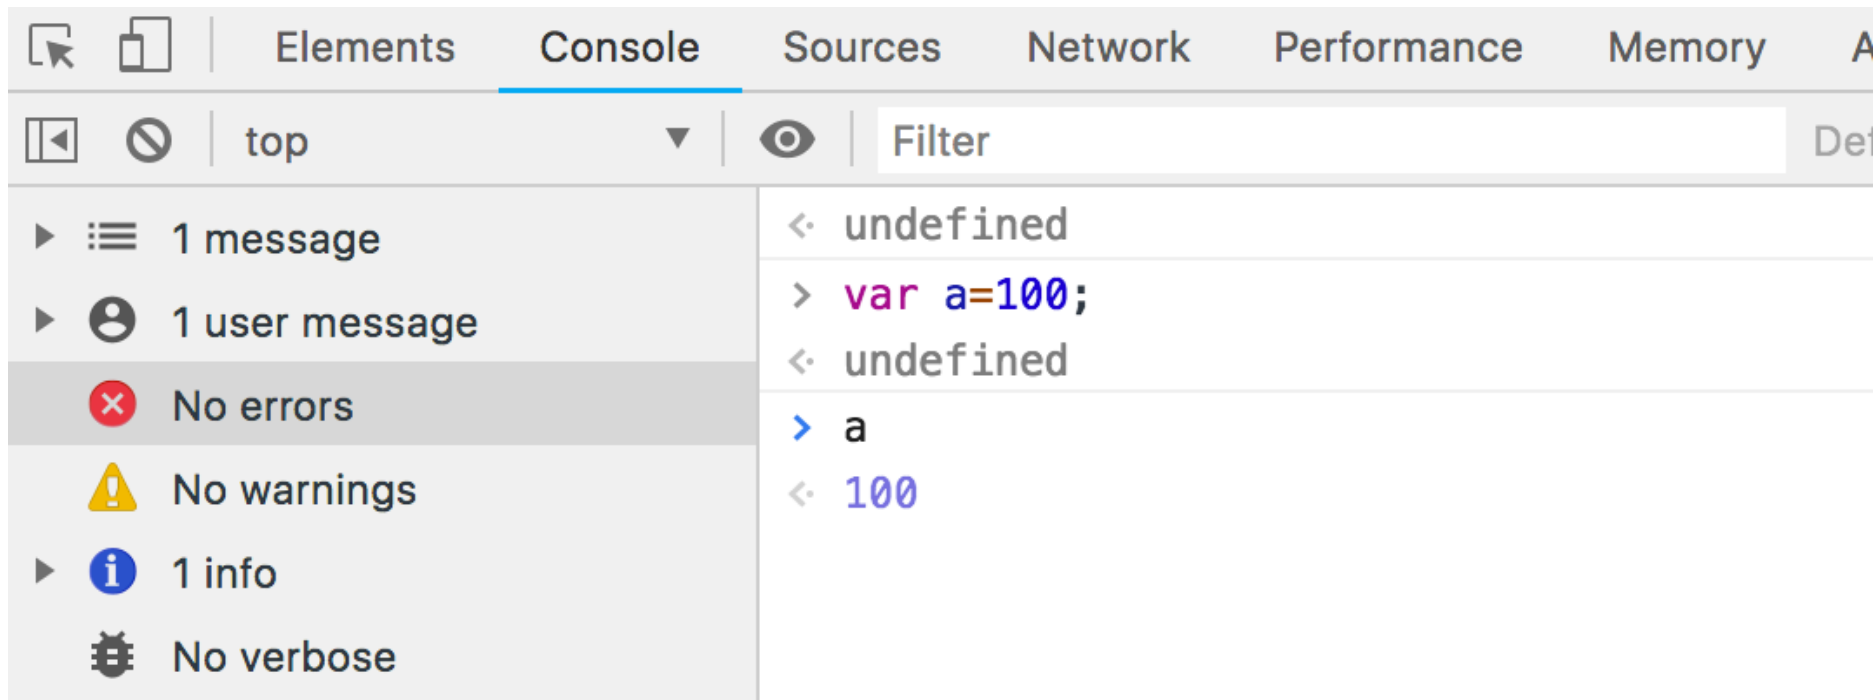 Elements Console Sources Network Performance Memory A
top Filter Def
1 message
1 user message
No errors
No warnings
1 info
No verbose
undefined
var a=100;
undefined
a
100